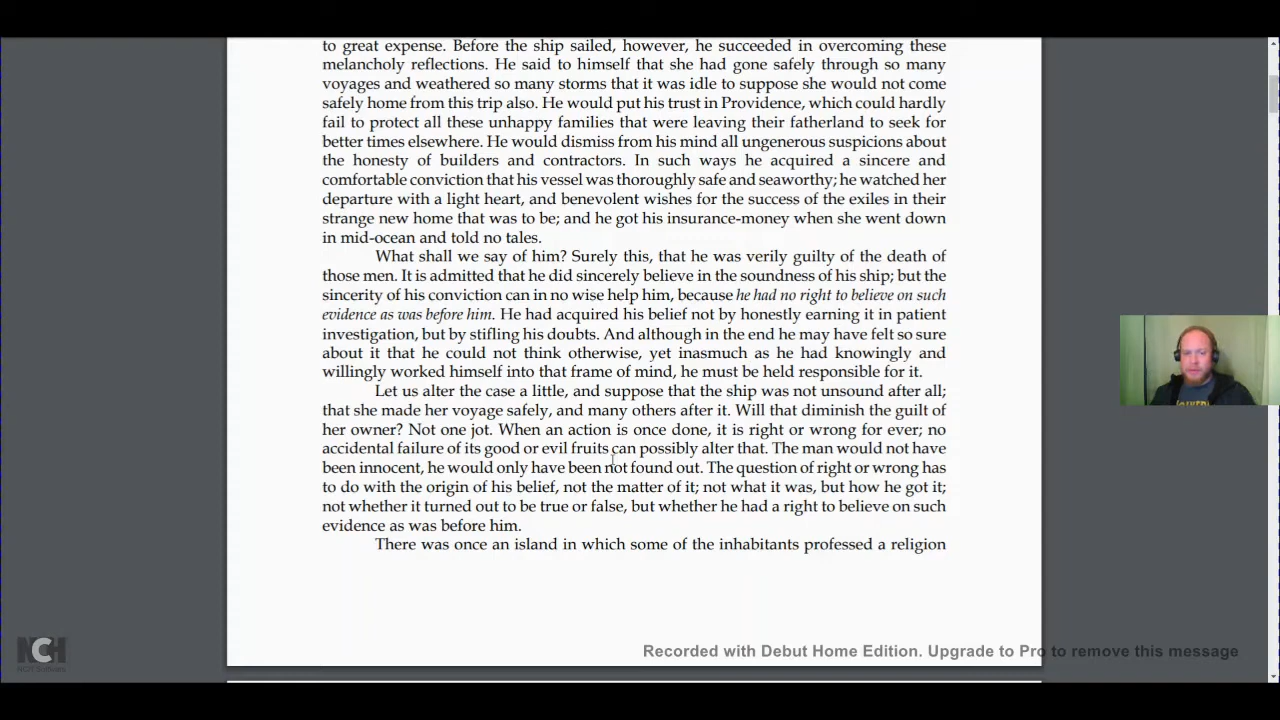 to great expense. Before the ship sailed, however, he succeeded in overcoming these
melancholy reflections. He said to himself that she had gone safely through so many
voyages and weathered so many storms that it was idle to suppose she would not come
safely home from this trip also. He would put his trust in Providence, which could hardly
fail to protect all these unhappy families that were leaving their fatherland to seek for
better times elsewhere. He would dismiss from his mind all ungenerous suspicions about
the honesty of builders and contractors. In such ways he acquired a sincere and
comfortable conviction that his vessel was thoroughly safe and seaworthy; he watched her
departure with a light heart, and benevolent wishes for the success of the exiles in their
strange new home that was to be; and he got his insurance-money when she went down
in mid-ocean and told no tales.
What shall we say of him? Surely this, that he was verily guilty of the death of
those men. It is admitted that he did sincerely believe in the soundness of his ship; but the
sincerity of his conviction can in no wise help him, because he had no right to believe on such
evidence as was before him. He had acquired his belief not by honestly earning it in patient
investigation, but by stifling his doubts. And although in the end he may have felt so sure
about it that he could not think otherwise, yet inasmuch as he had knowingly and
willingly worked himself into that frame of mind, he must be held responsible for it.
Let us alter the case a little, and suppose that the ship was not unsound after all;
that she made her voyage safely, and many others after it. Will that diminish the guilt of
her owner? Not one jot. When an action is once done, it is right or wrong for ever; no
accidental failure of its good or evil fruits can possibly alter that. The man would not have
been innocent, he would only have been not found out. The question of right or wrong has
to do with the origin of his belief, not the matter of it; not what it was, but how he got it;
not whether it turned out to be true or false, but whether he had a right to believe on such
evidence as was before him.
There was once an island in which some of the inhabitants professed a religion
NCH
Recorded with Debut Home Edition. Upgrade to Pro to remove this message